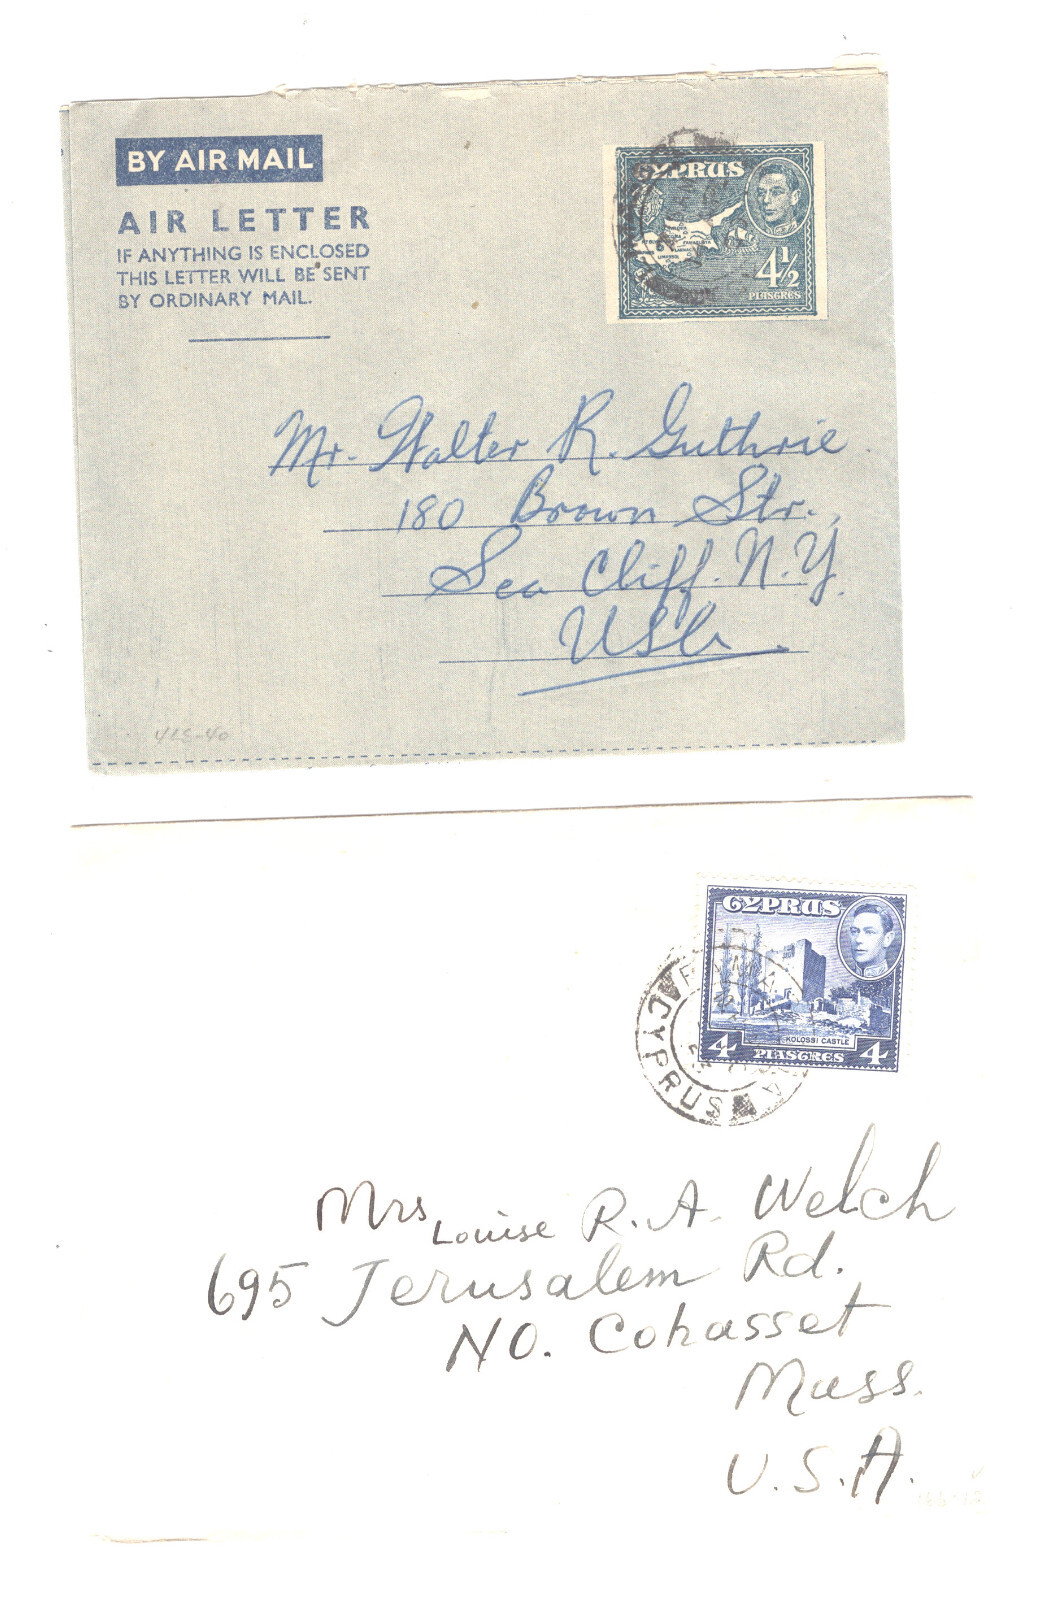 BY AIR MAIL
AIR LETTER
IF ANYTHING IS ENCLOSED
THIS LETTER WILL BE SENT
BY ORDINARY MAIL.
CYPRUS
4½
PIASTRES
Mr. Walter R. Guthrie
180 Brown Str.,
Sea Cliff. N.Y.
USA
CYPRUS
KOLOSSI CASTLE
4 PIASTRES 4
CYPRUS
Mrs Louise R. A. Welch
695 Jerusalem Rd.
NO. Cohasset
Mass.
U.S.A.